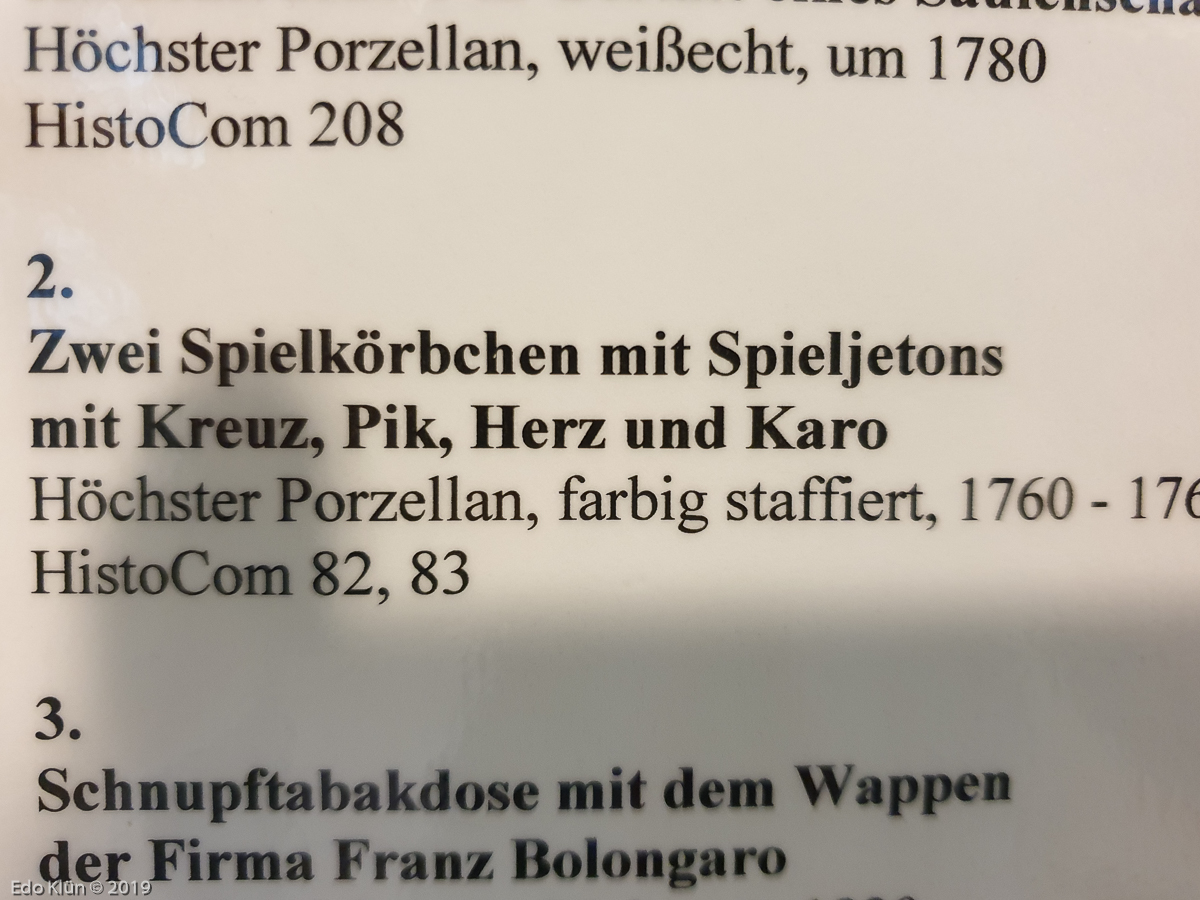 Höchster Porzellan, weißecht, um 1780
HistoCom 208
2.
Zwei Spielkörbchen mit Spieljetons
mit Kreuz, Pik, Herz und Karo
Höchster Porzellan, farbig staffiert, 1760 - 176
HistoCom 82, 83
3.
Schnupftabakdose mit dem Wappen
der Firma Franz Bolongaro
Edo Klün © 2019